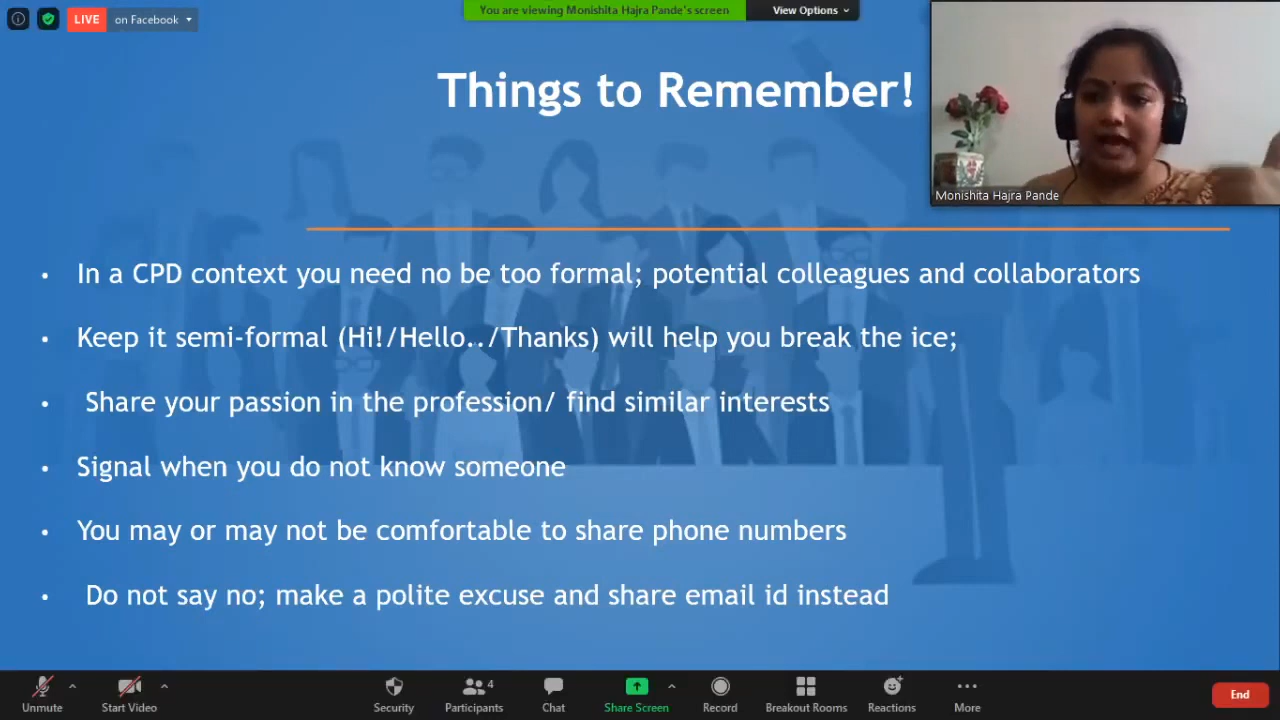 LIVE on Facebook
You are viewing Monishita Hajra Pande's screen
View Options
Things to Remember!
Monishita Hajra Pande
• In a CPD context you need no be too formal; potential colleagues and collaborators
• Keep it semi-formal (Hi!/Hello../Thanks) will help you break the ice;
• Share your passion in the profession/ find similar interests
• Signal when you do not know someone
• You may or may not be comfortable to share phone numbers
• Do not say no; make a polite excuse and share email id instead
Unmute
Start Video
Security
Participants 4
Chat
Share Screen
Record
Breakout Rooms
Reactions
More
End